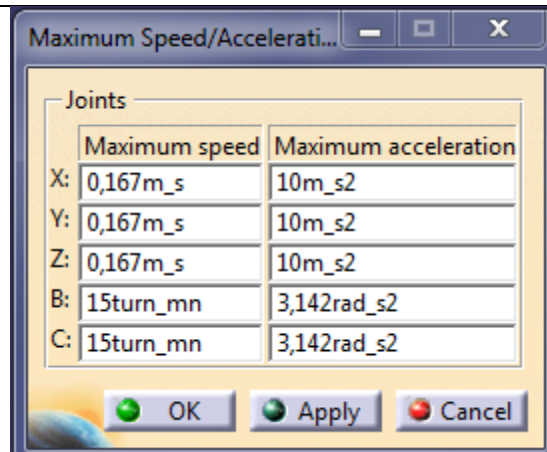 Maximum Speed/Accelerati...
Joints
Maximum speed Maximum acceleration
X: 0,167m_s 10m_s2
Y: 0,167m_s 10m_s2
Z: 0,167m_s 10m_s2
B: 15turn_mn 3,142rad_s2
C: 15turn_mn 3,142rad_s2
OK Apply Cancel